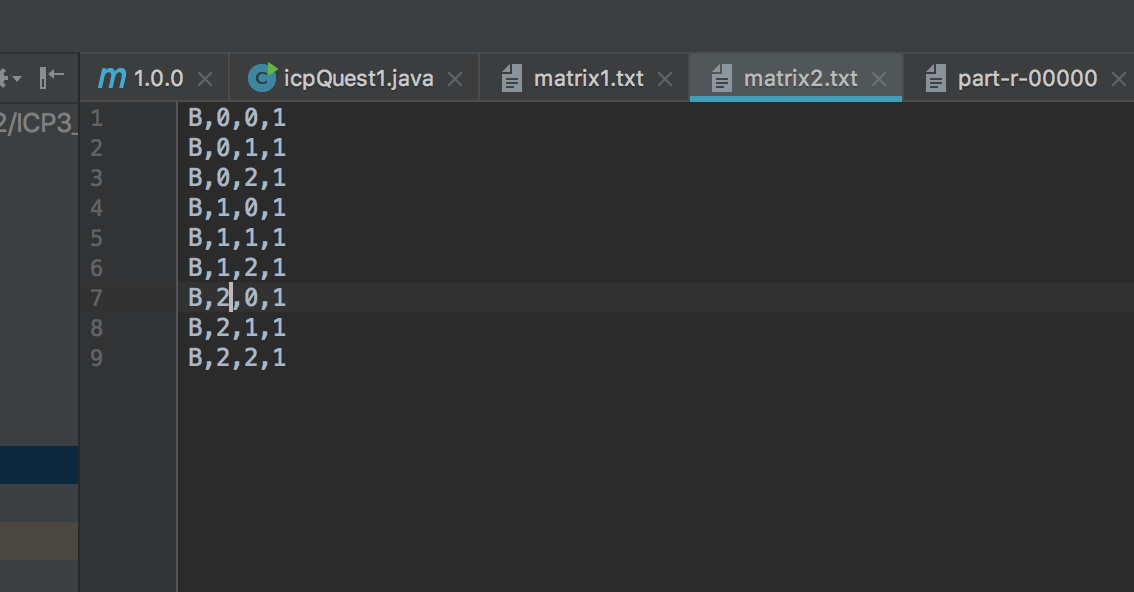 m 1.0.0 icpQuest1.java matrix1.txt matrix2.txt part-r-00000
2/ICP3_
1 B,0,0,1
2 B,0,1,1
3 B,0,2,1
4 B,1,0,1
5 B,1,1,1
6 B,1,2,1
7 B,2,0,1
8 B,2,1,1
9 B,2,2,1